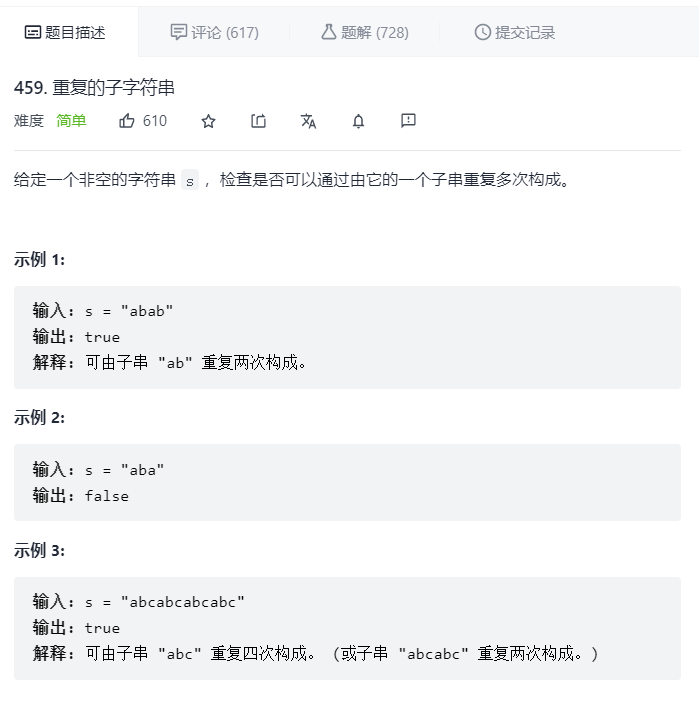 题目描述 评论 (617) 题解 (728) 提交记录
459. 重复的子字符串
难度 简单 610
给定一个非空的字符串 s ，检查是否可以通过由它的一个子串重复多次构成。
示例 1:
输入: s = "abab"
输出: true
解释: 可由子串 "ab" 重复两次构成。
示例 2:
输入: s = "aba"
输出: false
示例 3:
输入: s = "abcabcabcabc"
输出: true
解释: 可由子串 "abc" 重复四次构成。 (或子串 "abcabc" 重复两次构成。)